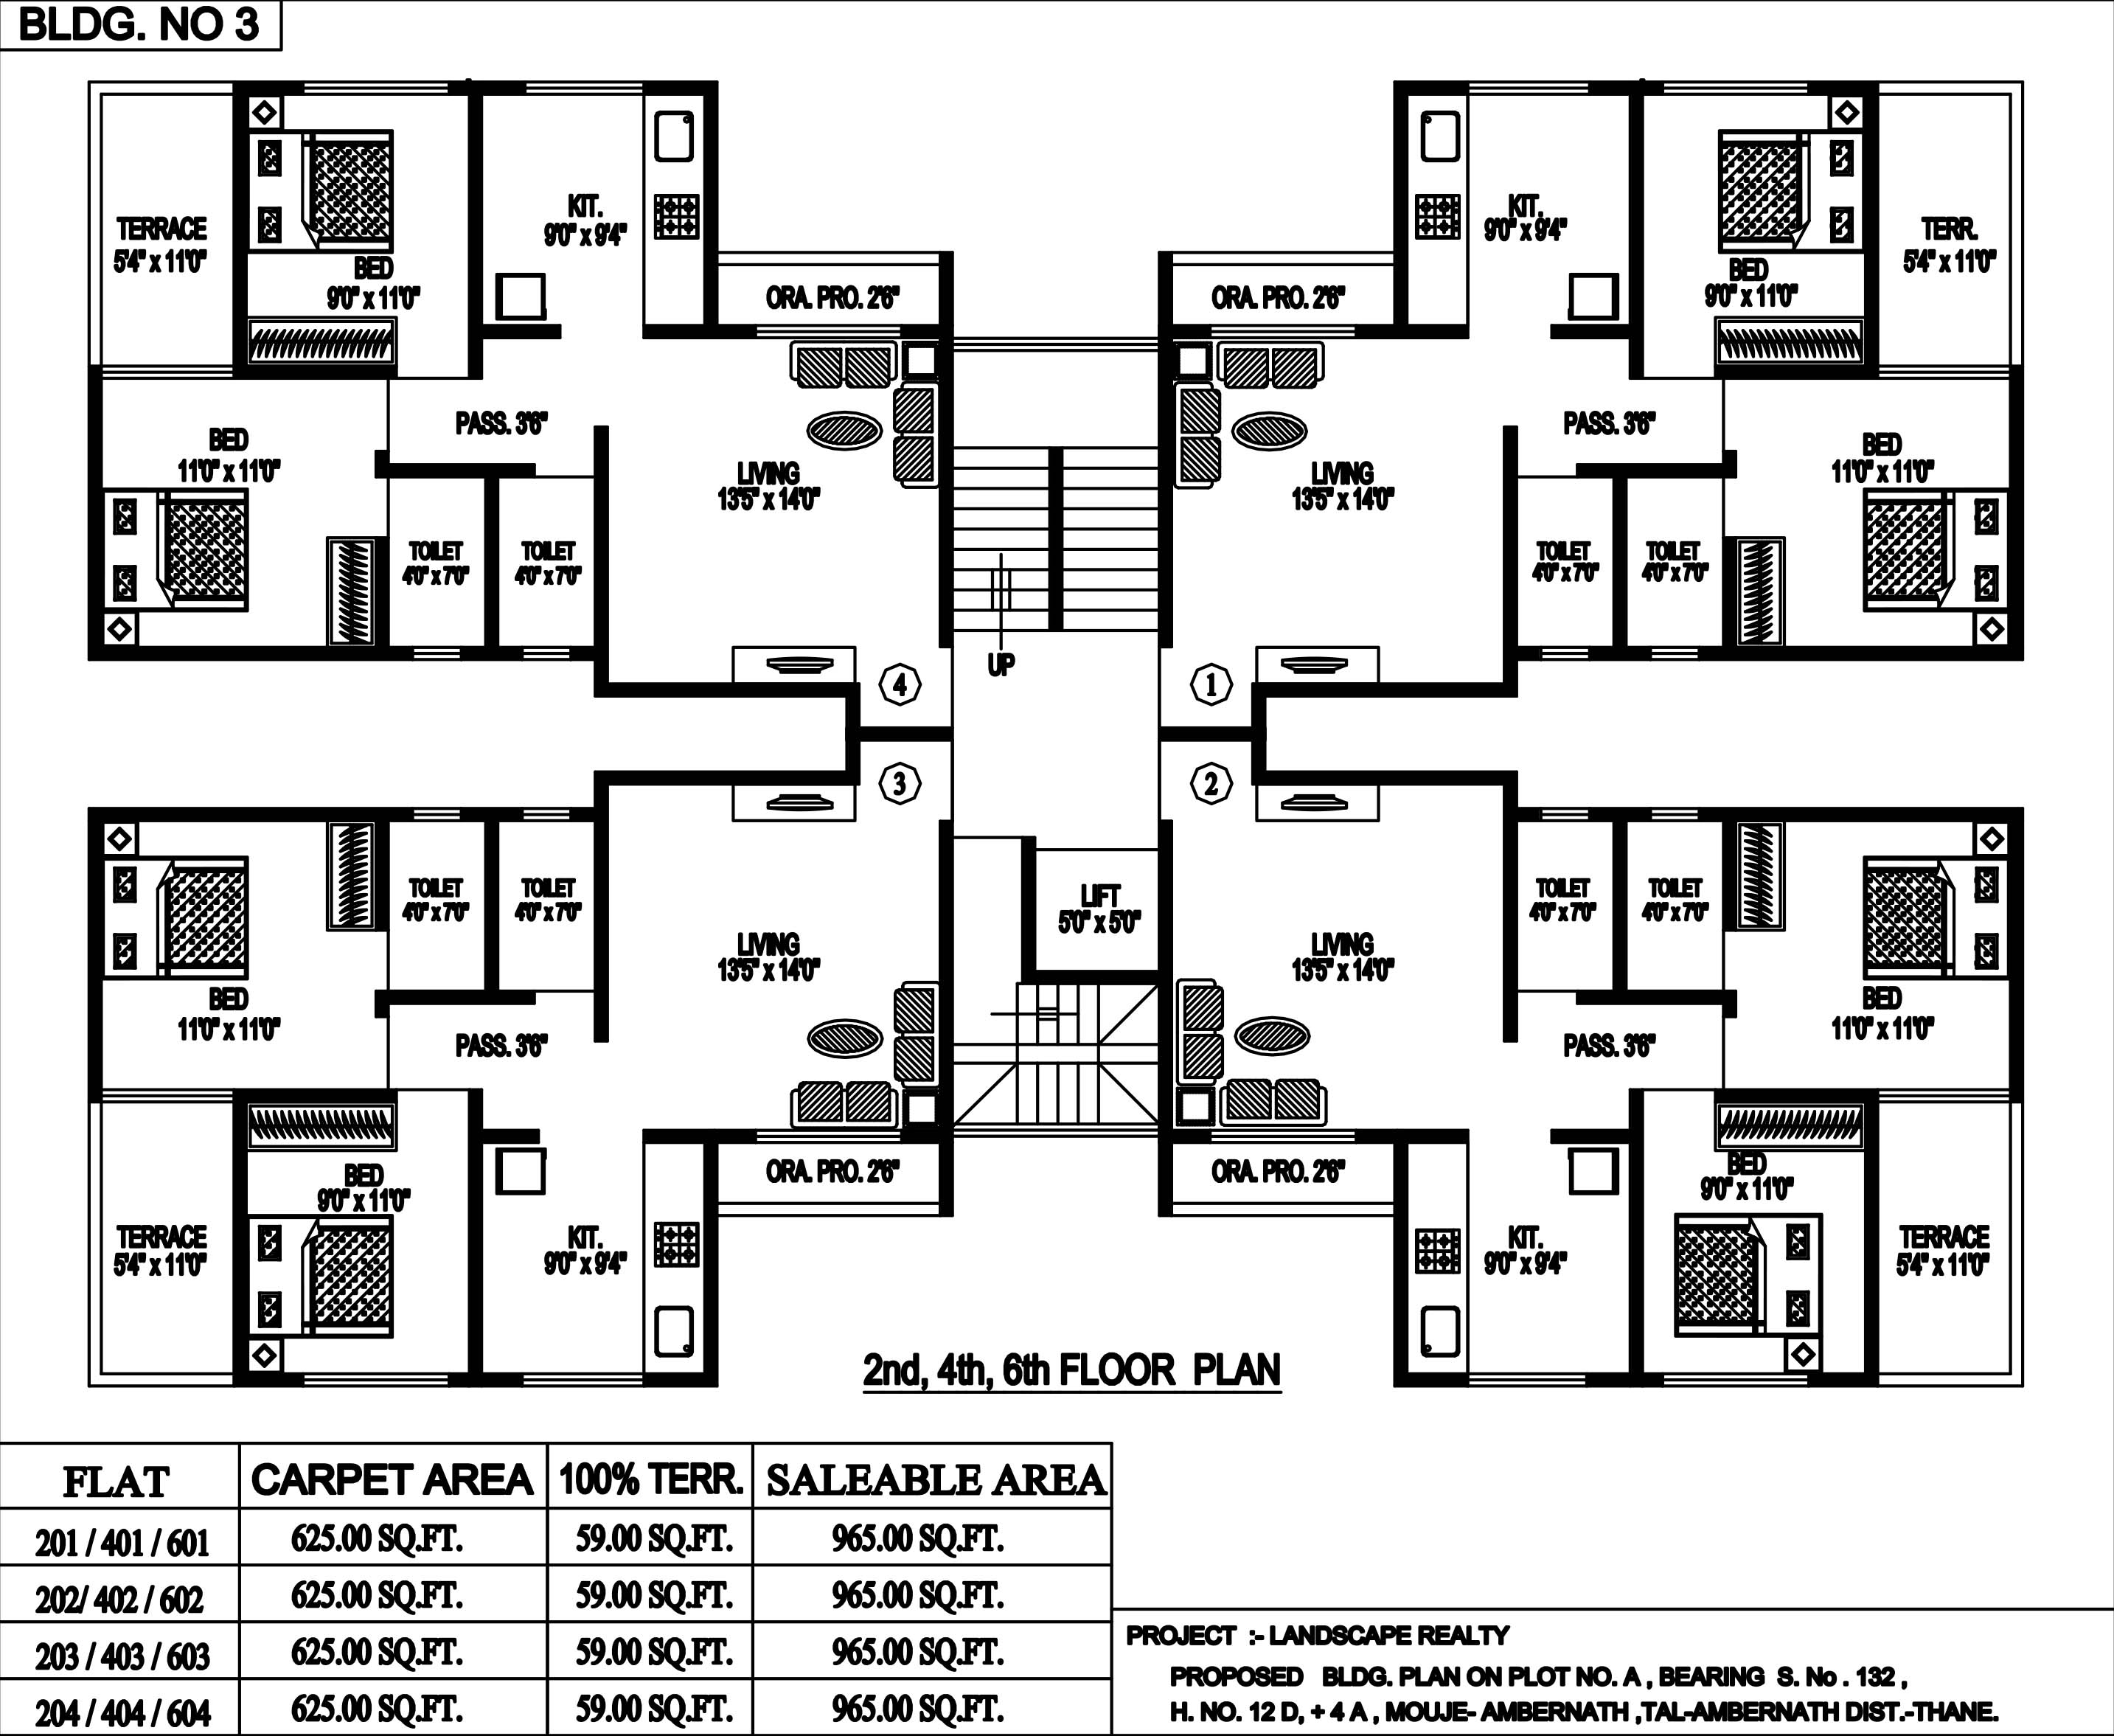 BLDG. NO 3
TERRACE
5'4" x 11'0"
BED
9'0" x 11'0"
KIT.
9'0" x 9'4"
ORA. PRO. 2'6"
ORA. PRO. 2'6"
KIT.
9'0" x 9'4"
BED
9'0" x 11'0"
TERR.
5'4" x 11'0"
BED
11'0" x 11'0"
PASS. 3'6"
LIVING
13'5" x 14'0"
LIVING
13'5" x 14'0"
PASS. 3'6"
BED
11'0" x 11'0"
TOILET
4'0" x 7'0"
TOILET
4'0" x 7'0"
TOILET
4'0" x 7'0"
TOILET
4'0" x 7'0"
UP
4
1
3
2
TOILET
4'0" x 7'0"
TOILET
4'0" x 7'0"
LIFT
5'0" x 5'0"
TOILET
4'0" x 7'0"
TOILET
4'0" x 7'0"
BED
11'0" x 11'0"
LIVING
13'5" x 14'0"
LIVING
13'5" x 14'0"
BED
11'0" x 11'0"
PASS. 3'6"
PASS. 3'6"
BED
9'0" x 11'0"
ORA. PRO. 2'6"
ORA. PRO. 2'6"
BED
9'0" x 11'0"
TERRACE
5'4" x 11'0"
KIT.
9'0" x 9'4"
KIT.
9'0" x 9'4"
TERRACE
5'4" x 11'0"
2nd, 4th, 6th FLOOR PLAN
FLAT CARPET AREA 100% TERR. SALEABLE AREA
201 / 401 / 601 625.00 SQ.FT. 59.00 SQ.FT. 965.00 SQ.FT.
202/ 402 / 602 625.00 SQ.FT. 59.00 SQ.FT. 965.00 SQ.FT.
203 / 403 / 603 625.00 SQ.FT. 59.00 SQ.FT. 965.00 SQ.FT.
204 / 404 / 604 625.00 SQ.FT. 59.00 SQ.FT. 965.00 SQ.FT.
PROJECT :- LANDSCAPE REALTY
PROPOSED BLDG. PLAN ON PLOT NO. A , BEARING S. No . 132 ,
H. NO. 12 D, + 4 A , MOUJE- AMBERNATH ,TAL-AMBERNATH DIST.-THANE.